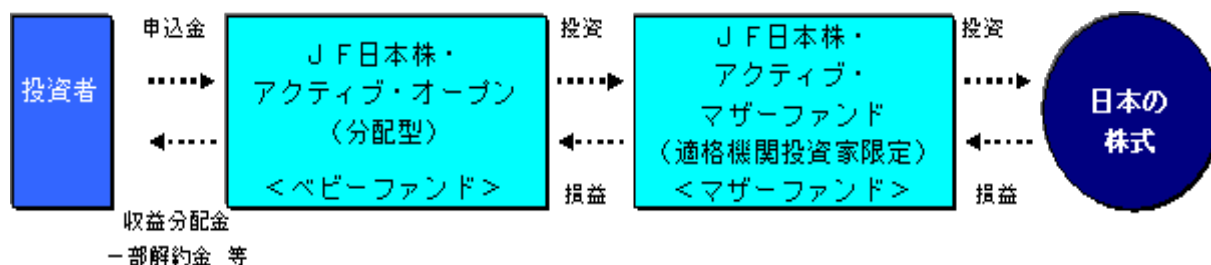 投資者
申込金
収益分配金
一部解約金 等
ＪＦ日本株・
アクティブ・オープン
（分配型）
＜ベビーファンド＞
投資
損益
ＪＦ日本株・
アクティブ・
マザーファンド
（適格機関投資家限定）
＜マザーファンド＞
投資
損益
日本の
株式